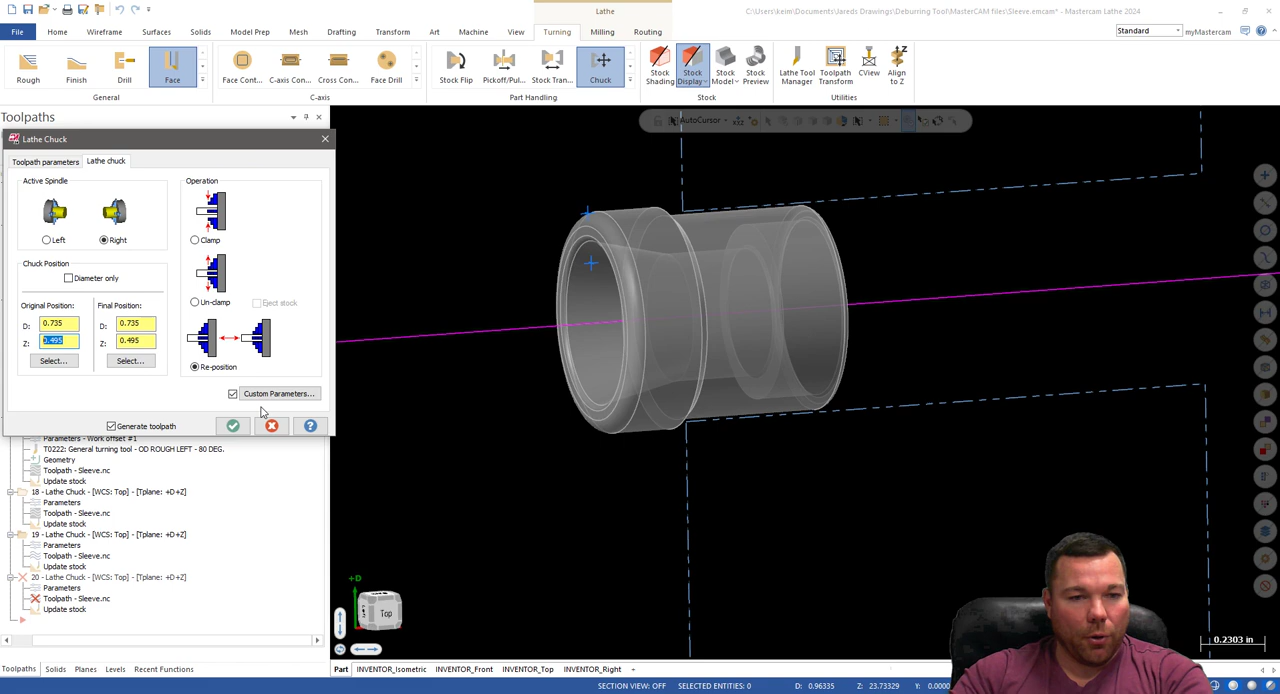 Lathe
C:\Users\keim\Documents\Jareds Drawings\Deburring Tool\MasterCAM files\Sleeve.emcam* - Mastercam Lathe 2024
File Home Wireframe Surfaces Solids Model Prep Mesh Drafting Transform Art Machine View Turning Milling Routing
Standard myMastercam
Rough Finish Drill Face Face Cont... C-axis Con... Cross Con... Face Drill Stock Flip Pickoff/Pul... Stock Tran... Chuck Stock Shading Stock Display Stock Model Stock Preview Lathe Tool Manager Toolpath Transform CView Align to Z
General C-axis Part Handling Stock Utilities
Toolpaths
AutoCursor
Lathe Chuck
Toolpath parameters Lathe chuck
Active Spindle Operation
Left Right Clamp
Chuck Position
Diameter only
Original Position: Final Position: Un-clamp Eject stock
D: 0.735 D: 0.735
Z: 0.495 Z: 0.495
Select... Select... Re-position
Custom Parameters...
Generate toolpath
Parameters - Work offset #1
T0222: General turning tool - OD ROUGH LEFT - 80 DEG.
Geometry
Toolpath - Sleeve.nc
Update stock
18 - Lathe Chuck - [WCS: Top] - [Tplane: +D+Z]
Parameters
Toolpath - Sleeve.nc
Update stock
19 - Lathe Chuck - [WCS: Top] - [Tplane: +D+Z]
Parameters
Toolpath - Sleeve.nc
Update stock
20 - Lathe Chuck - [WCS: Top] - [Tplane: +D+Z]
Parameters
Toolpath - Sleeve.nc
Update stock
+D
Top
0.2303 in
Toolpaths Solids Planes Levels Recent Functions
Part INVENTOR_Isometric INVENTOR_Front INVENTOR_Top INVENTOR_Right +
SECTION VIEW: OFF SELECTED ENTITIES: 0 D: 0.96335 Z: 23.73329 Y: 0.0000